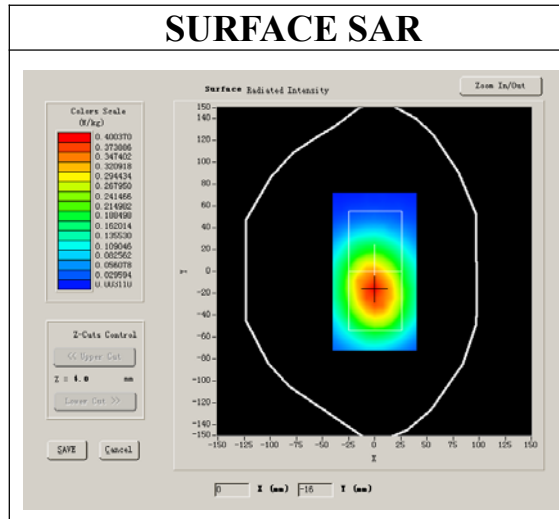 SURFACE SAR
Surface Radiated Intensity
Zoom In/Out
Colors Scale
(W/kg)
0.400370
0.373886
0.347402
0.320918
0.294434
0.267950
0.241466
0.214982
0.188498
0.162014
0.135530
0.109046
0.082562
0.056078
0.029594
0.003110
150
140
120
100
80
60
40
20
0
-20
-40
-60
-80
-100
-120
-140
-150
Y
-150 -125 -100 -75 -50 -25 0 25 50 75 100 125 150
X
Z-Cuts Control
<< Upper Cut
Z = 4.0 mm
Lower Cut >>
SAVE Cancel
0 X (mm) -16 Y (mm)